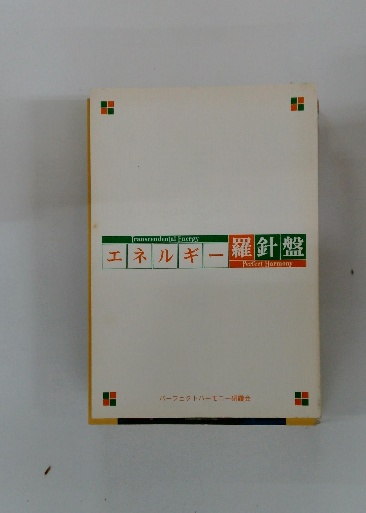 Transcendental Energy
エネルギー羅針盤
Perfect Harmony
パーフェクトハーモニー研究会